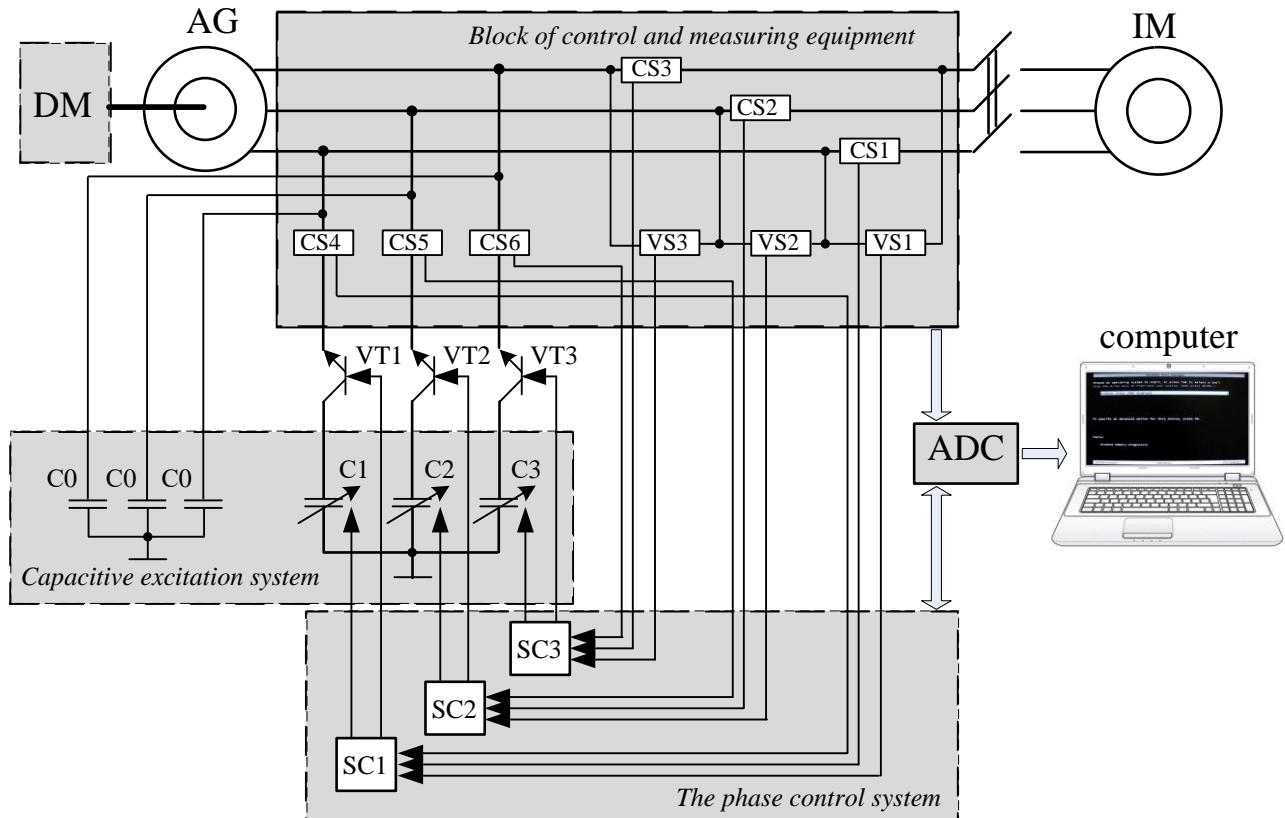 AG
IM
Block of control and measuring equipment
DM
CS3
CS2
CS1
CS4 CS5 CS6 VS3 VS2 VS1
VT1 VT2 VT3
computer
ADC
C0 C0 C0 C1 C2 C3
Capacitive excitation system
SC3
SC2
SC1
The phase control system